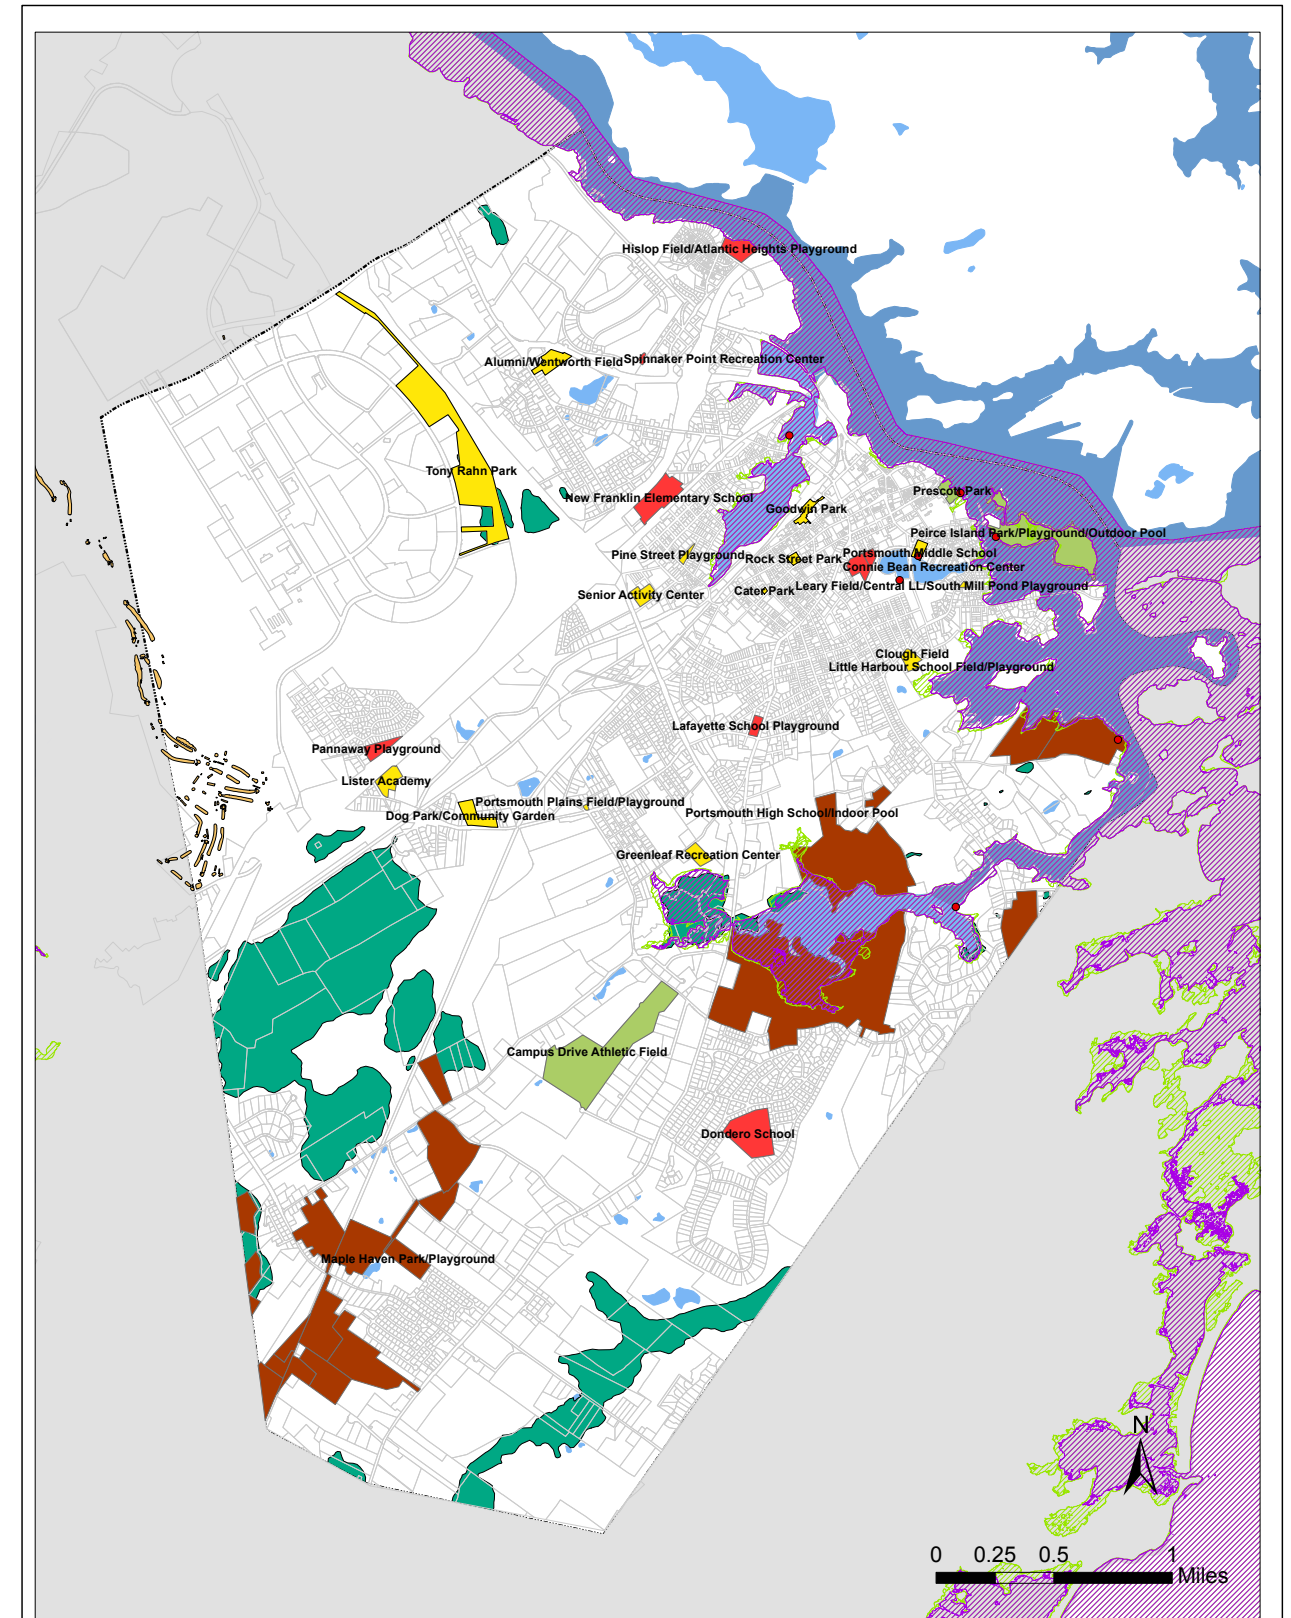 Hislop Field/Atlantic Heights Playground
Alumni/Wentworth Field
Spinnaker Point Recreation Center
Tony Rahn Park
New Franklin Elementary School
Prescott Park
Goodwin Park
Peirce Island Park/Playground/Outdoor Pool
Pine Street Playground
Rock Street Park
Portsmouth Middle School
Connie Bean Recreation Center
Leary Field/Central LL/South Mill Pond Playground
Senior Activity Center
Cater Park
Clough Field
Little Harbour School Field/Playground
Lafayette School Playground
Pannaway Playground
Lister Academy
Portsmouth Plains Field/Playground
Dog Park/Community Garden
Portsmouth High School/Indoor Pool
Greenleaf Recreation Center
Campus Drive Athletic Field
Dondero School
Maple Haven Park/Playground
N
0 0.25 0.5 1
Miles